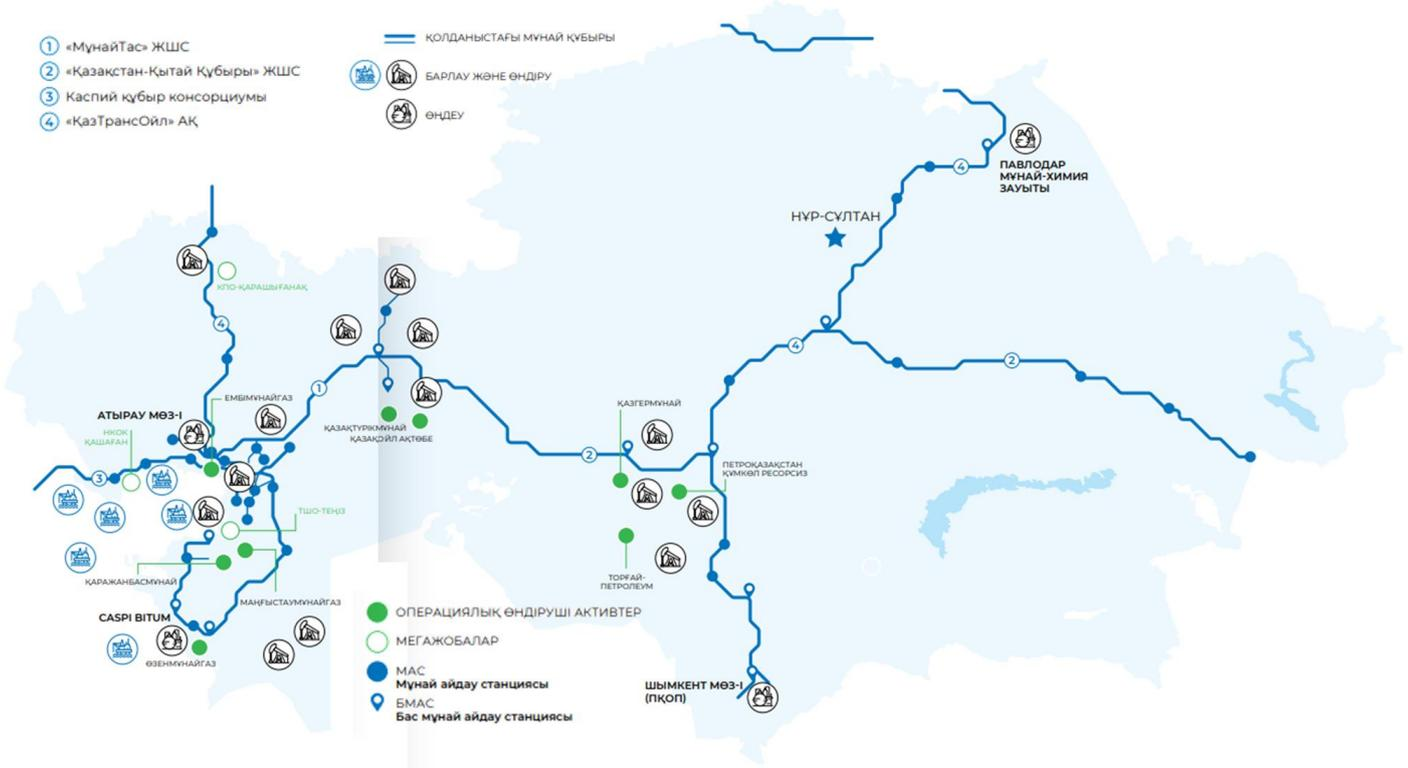 1 «МұнайТас» ЖШС
2 «Қазақстан-Қытай Құбыры» ЖШС
3 Каспий құбыр консорциумы
4 «ҚазТрансОйл» АҚ
ҚОЛДАНЫСТАҒЫ МҰНАЙ ҚҰБЫРЫ
БАРЛАУ ЖӘНЕ ӨНДІРУ
ӨҢДЕУ
ПАВЛОДАР
МҰНАЙ-ХИМИЯ
ЗАУЫТЫ
4
НҰР-СҰЛТАН
КПО-ҚАРАШЫҒАНАҚ
4
4
2
1
ЕМБІМҰНАЙГАЗ
АТЫРАУ МӨЗ-І
НКОК
ҚАШАҒАН
ҚАЗАҚТҮРІКМҰНАЙ
ҚАЗАҚОЙЛ АҚТӨБЕ
ҚАЗГЕРМҰНАЙ
2
3
ПЕТРОҚАЗАҚСТАН
ҚҰМКӨЛ РЕСОРСИЗ
ТШО-ТЕҢІЗ
ҚАРАЖАНБАСМҰНАЙ
ТОРҒАЙ-
ПЕТРОЛЕУМ
МАҢҒЫСТАУМҰНАЙГАЗ
CASPI BITUM
ӨЗЕНМҰНАЙГАЗ
ОПЕРАЦИЯЛЫҚ ӨНДІРУШІ АКТИВТЕР
МЕГАЖОБАЛАР
МАС
Мұнай айдау станциясы
БМАС
Бас мұнай айдау станциясы
ШЫМКЕНТ МӨЗ-І
(ПҚОП)